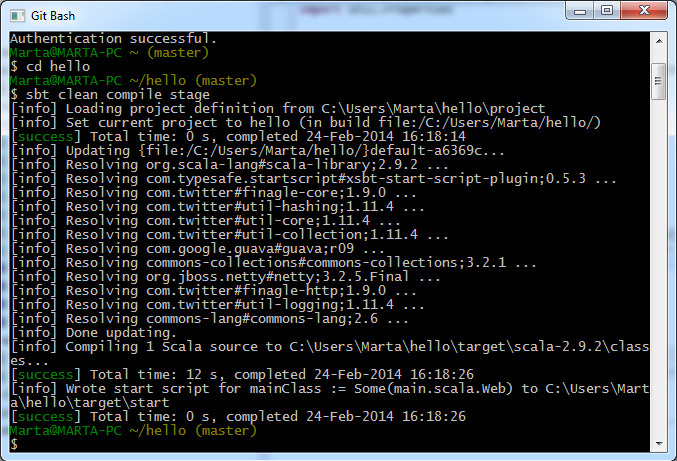 import util.Properties
Git Bash
Authentication successful.
Marta@MARTA-PC ~ (master)
$ cd hello
Marta@MARTA-PC ~/hello (master)
$ sbt clean compile stage
[info] Loading project definition from C:\Users\Marta\hello\project
[info] Set current project to hello (in build file:/C:/Users/Marta/hello/)
[success] Total time: 0 s, completed 24-Feb-2014 16:18:14
[info] Updating {file:/C:/Users/Marta/hello/}default-a6369c...
[info] Resolving org.scala-lang#scala-library;2.9.2 ...
[info] Resolving com.typesafe.startscript#xsbt-start-script-plugin;0.5.3 ...
[info] Resolving com.twitter#finagle-core;1.9.0 ...
[info] Resolving com.twitter#util-hashing;1.11.4 ...
[info] Resolving com.twitter#util-core;1.11.4 ...
[info] Resolving com.twitter#util-collection;1.11.4 ...
[info] Resolving com.google.guava#guava;r09 ...
[info] Resolving commons-collections#commons-collections;3.2.1 ...
[info] Resolving org.jboss.netty#netty;3.2.5.Final ...
[info] Resolving com.twitter#finagle-http;1.9.0 ...
[info] Resolving com.twitter#util-logging;1.11.4 ...
[info] Resolving commons-lang#commons-lang;2.6 ...
[info] Done updating.
[info] Compiling 1 Scala source to C:\Users\Marta\hello\target\scala-2.9.2\class
es...
[success] Total time: 12 s, completed 24-Feb-2014 16:18:26
[info] Wrote start script for mainClass := Some(main.scala.Web) to C:\Users\Mart
a\hello\target\start
[success] Total time: 0 s, completed 24-Feb-2014 16:18:26
Marta@MARTA-PC ~/hello (master)
$